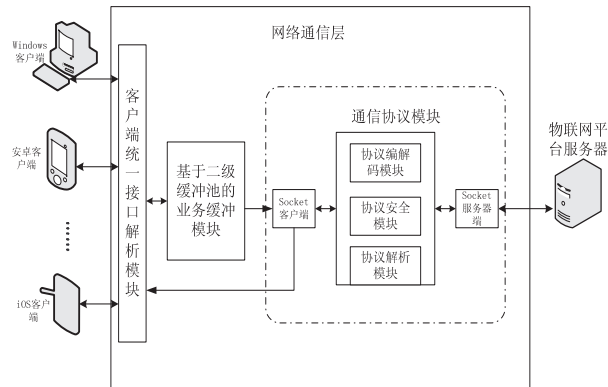 网络通信层
Windows
客户端
安卓客
户端
iOS客户
端
客户端统一接口解析模块
基于二级
缓冲池的
业务缓冲
模块
通信协议模块
Socket
客户端
协议编解
码模块
协议安全
模块
协议解析
模块
Socket
服务器
端
物联网平
台服务器